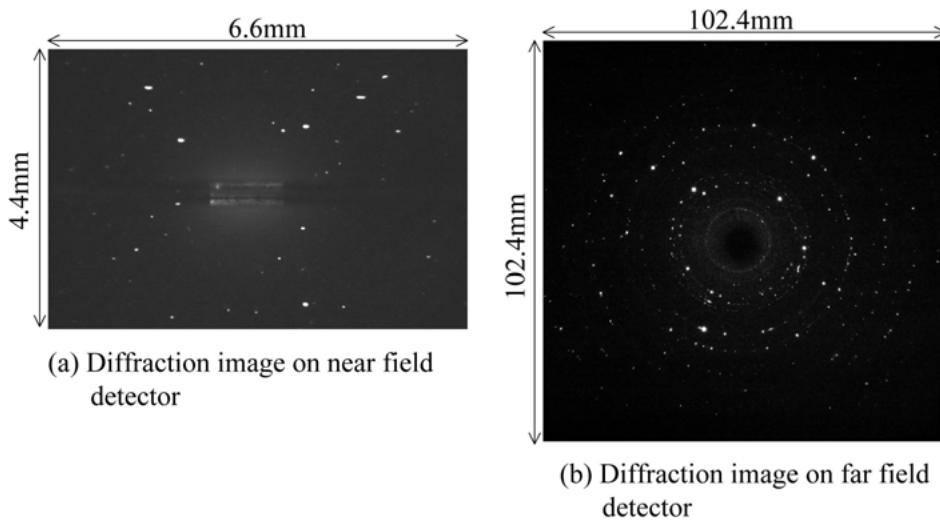 6.6mm
4.4mm
(a) Diffraction image on near field
detector
102.4mm
102.4mm
(b) Diffraction image on far field
detector